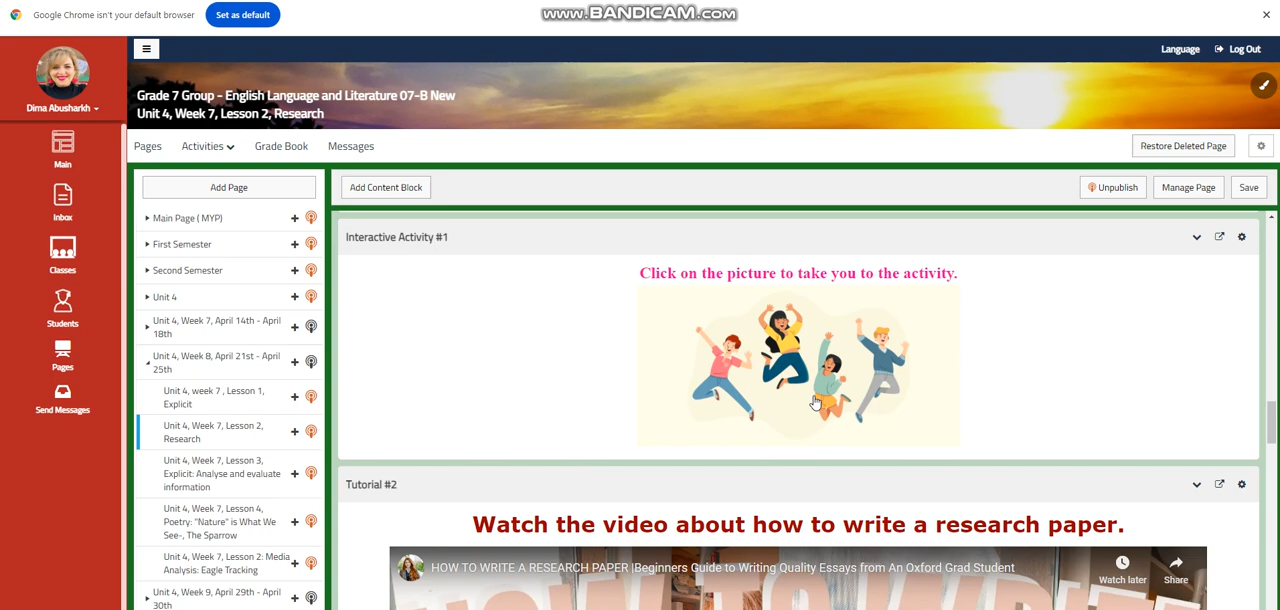 Google Chrome isn't your default browser
Set as default
www.BANDICAM.com
Dima Abusharkh
Language
Log Out
Grade 7 Group - English Language and Literature 07-B New
Unit 4, Week 7, Lesson 2, Research
Main
Inbox
Classes
Students
Pages
Send Messages
Pages
Activities
Grade Book
Messages
Restore Deleted Page
Add Page
Add Content Block
Unpublish
Manage Page
Save
Main Page ( MYP)
First Semester
Second Semester
Unit 4
Unit 4, Week 7, April 14th - April
18th
Unit 4, Week 8, April 21st - April
25th
Unit 4, week 7 , Lesson 1,
Explicit
Unit 4, Week 7, Lesson 2,
Research
Unit 4, Week 7, Lesson 3,
Explicit: Analyse and evaluate
information
Unit 4, Week 7, Lesson 4,
Poetry: "Nature" is What We
See-, The Sparrow
Unit 4, Week 7, Lesson 2: Media
Analysis: Eagle Tracking
Unit 4, Week 9, April 29th - April
30th
Interactive Activity #1
Click on the picture to take you to the activity.
Tutorial #2
Watch the video about how to write a research paper.
HOW TO WRITE A RESEARCH PAPER |Beginners Guide to Writing Quality Essays from An Oxford Grad Student
Watch later
Share